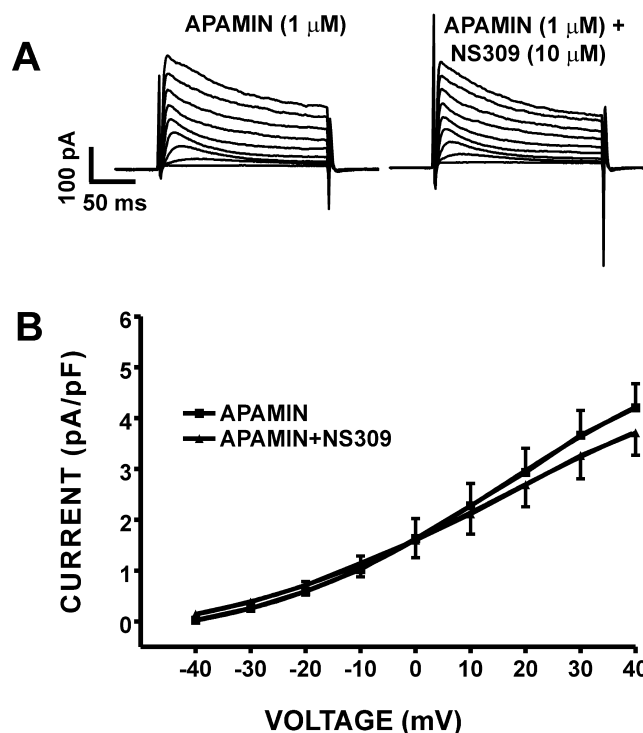 A
APAMIN (1 μM)
APAMIN (1 μM) +
NS309 (10 μM)
100 pA
50 ms
B
CURRENT (pA/pF)
6
5
4
3
2
1
0
APAMIN
APAMIN+NS309
-40 -30 -20 -10 0 10 20 30 40
VOLTAGE (mV)